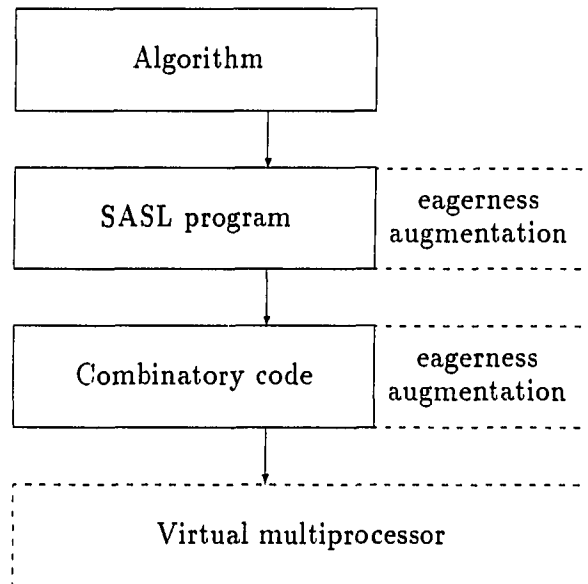 Algorithm
SASL program
eagerness
augmentation
Combinatory code
eagerness
augmentation
Virtual multiprocessor